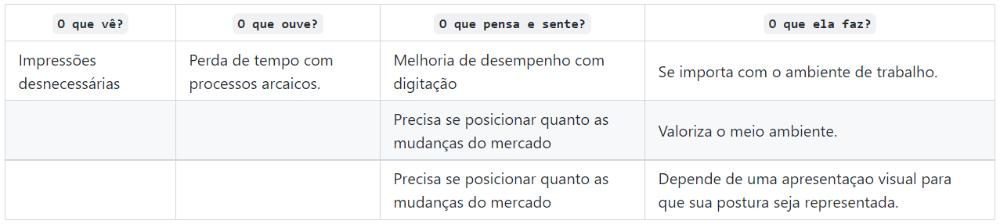 O que vê? O que ouve? O que pensa e sente? O que ela faz?
Impressões desnecessárias
Perda de tempo com processos arcaicos.
Melhoria de desempenho com digitação
Se importa com o ambiente de trabalho.
Precisa se posicionar quanto as mudanças do mercado
Valoriza o meio ambiente.
Precisa se posicionar quanto as mudanças do mercado
Depende de uma apresentaçao visual para que sua postura seja representada.